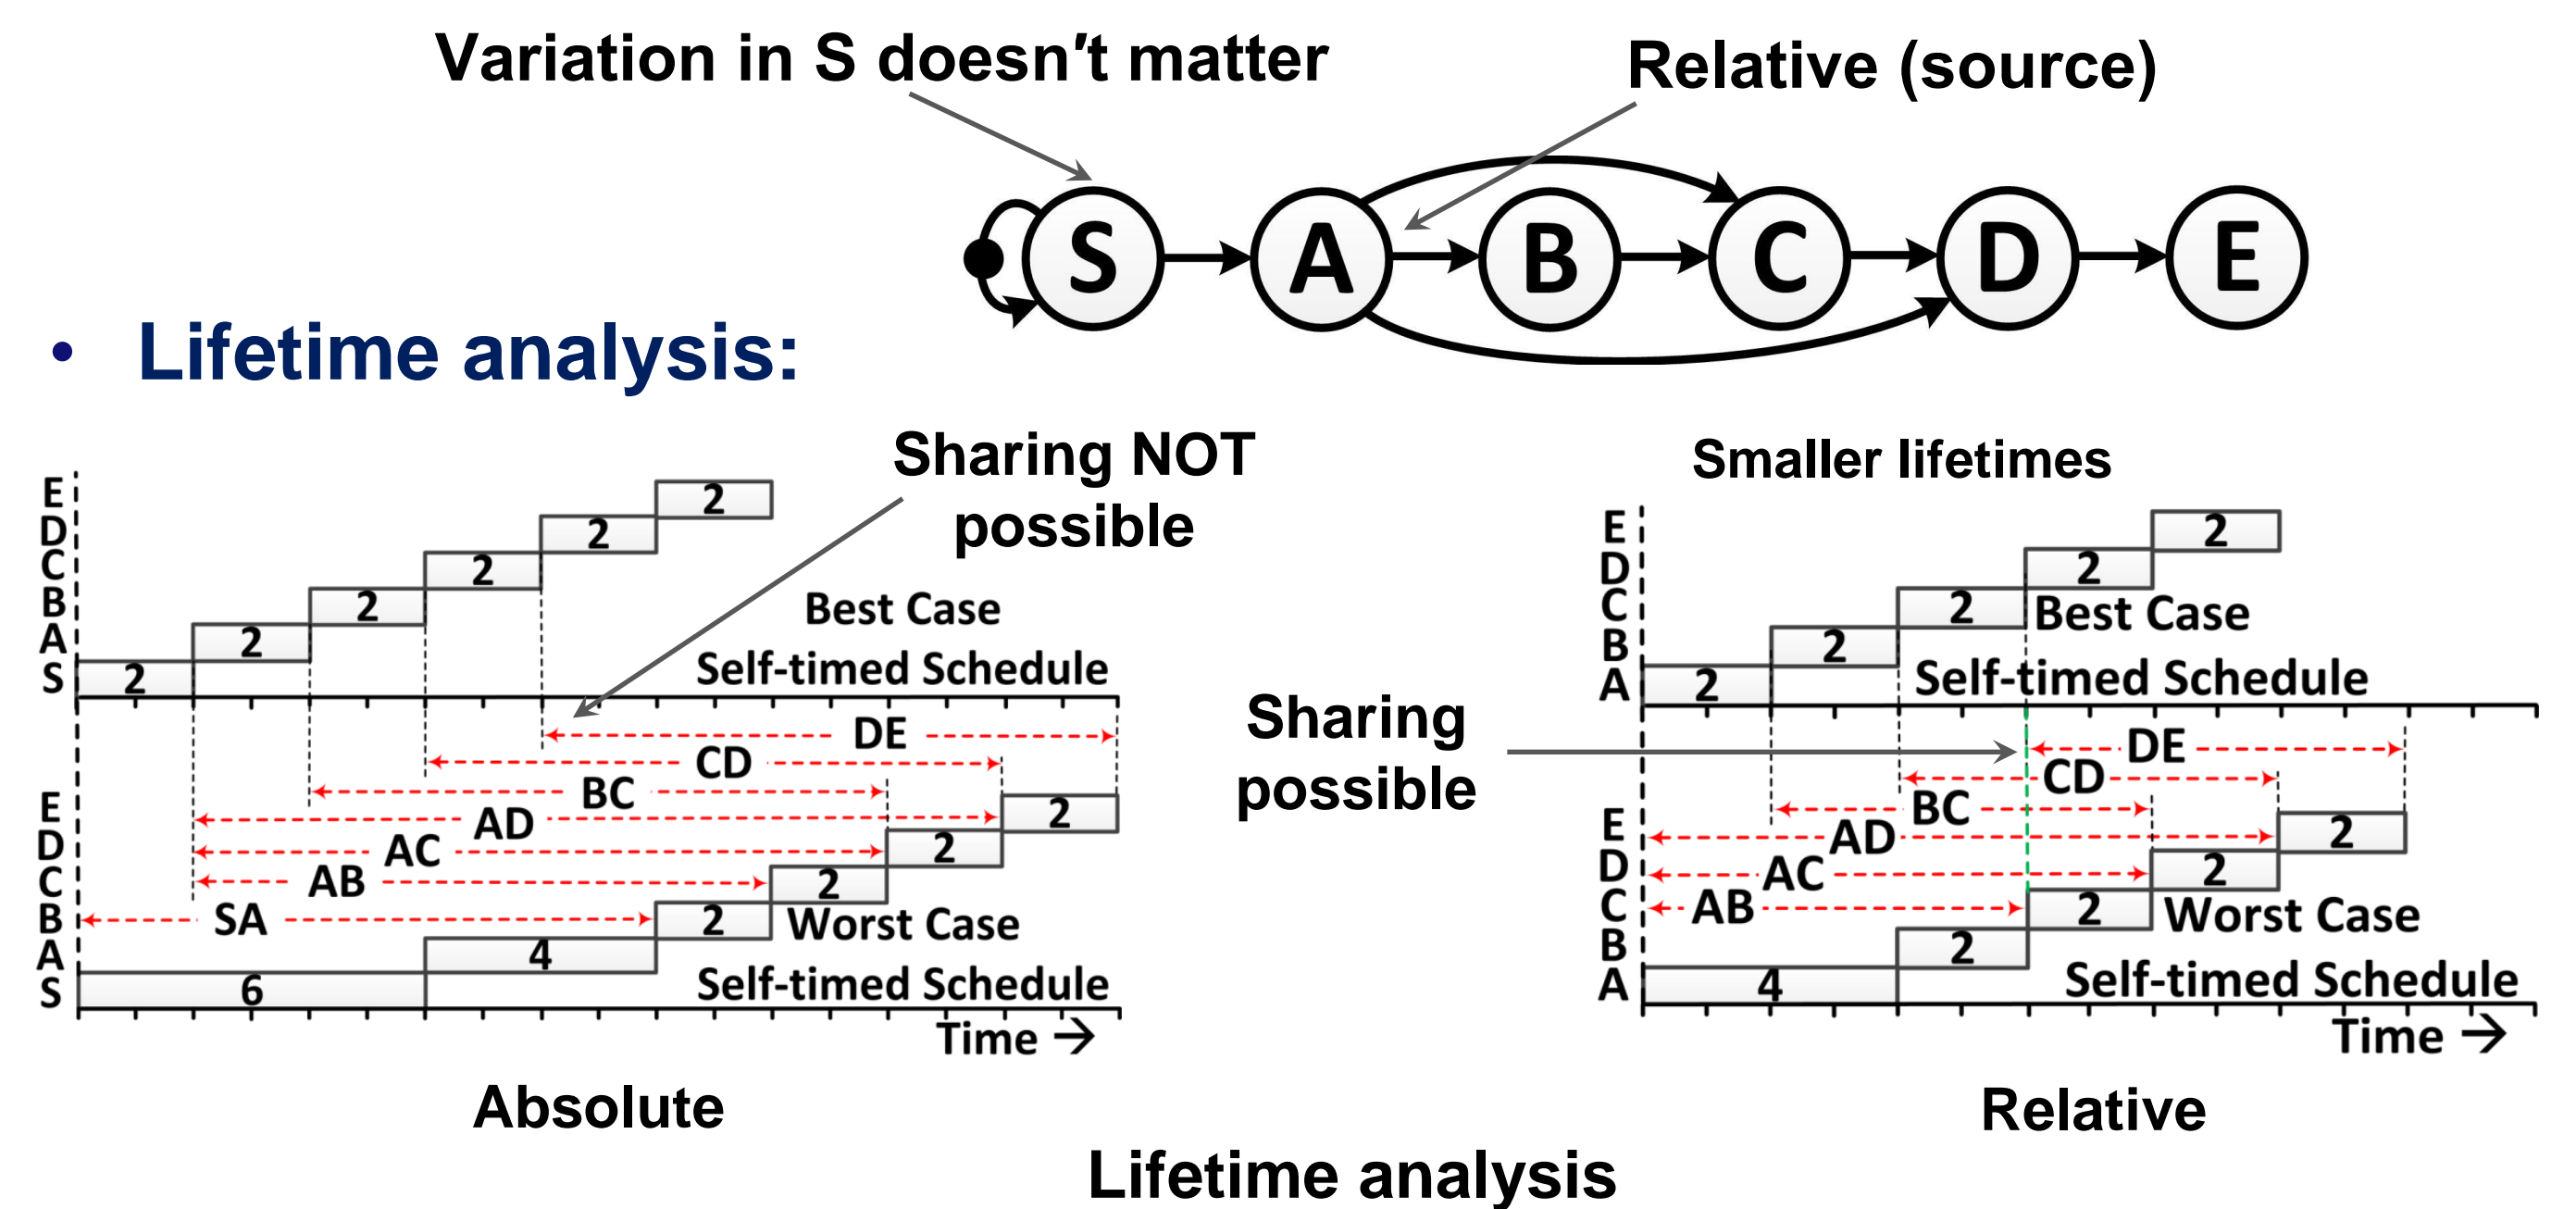 Variation in S doesn't matter
Relative (source)
S A B C D E
• Lifetime analysis:
Sharing NOT
possible
E
D
C
B
A
S
2
2
2
2
2
2
Best Case
Self-timed Schedule
DE
CD
BC
AD
AC
AB
SA
E
D
C
B
A
S
2
2
2
2
4
6
Worst Case
Self-timed Schedule
Time →
Absolute
Smaller lifetimes
Sharing
possible
E
D
C
B
A
2
2
2
2
2
Best Case
Self-timed Schedule
DE
CD
BC
AD
AC
AB
E
D
C
B
A
2
2
2
2
4
Worst Case
Self-timed Schedule
Time →
Relative
Lifetime analysis